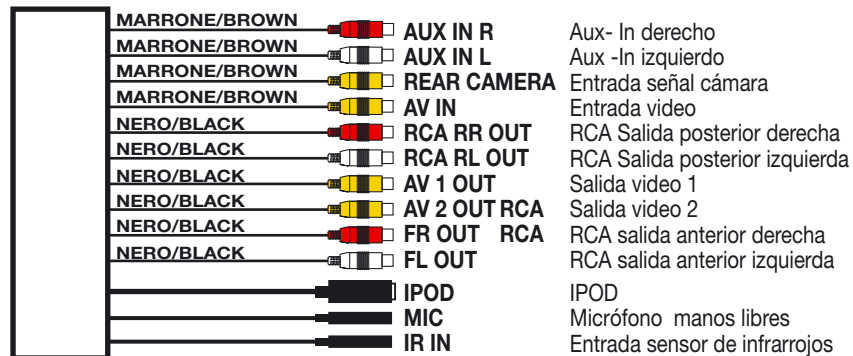 MARRONE/BROWN AUX IN R Aux- In derecho
MARRONE/BROWN AUX IN L Aux -In izquierdo
MARRONE/BROWN REAR CAMERA Entrada señal cámara
MARRONE/BROWN AV IN Entrada video
NERO/BLACK RCA RR OUT RCA Salida posterior derecha
NERO/BLACK RCA RL OUT RCA Salida posterior izquierda
NERO/BLACK AV 1 OUT Salida video 1
NERO/BLACK AV 2 OUT RCA Salida video 2
NERO/BLACK FR OUT RCA RCA salida anterior derecha
NERO/BLACK FL OUT RCA salida anterior izquierda
IPOD IPOD
MIC Micrófono manos libres
IR IN Entrada sensor de infrarrojos